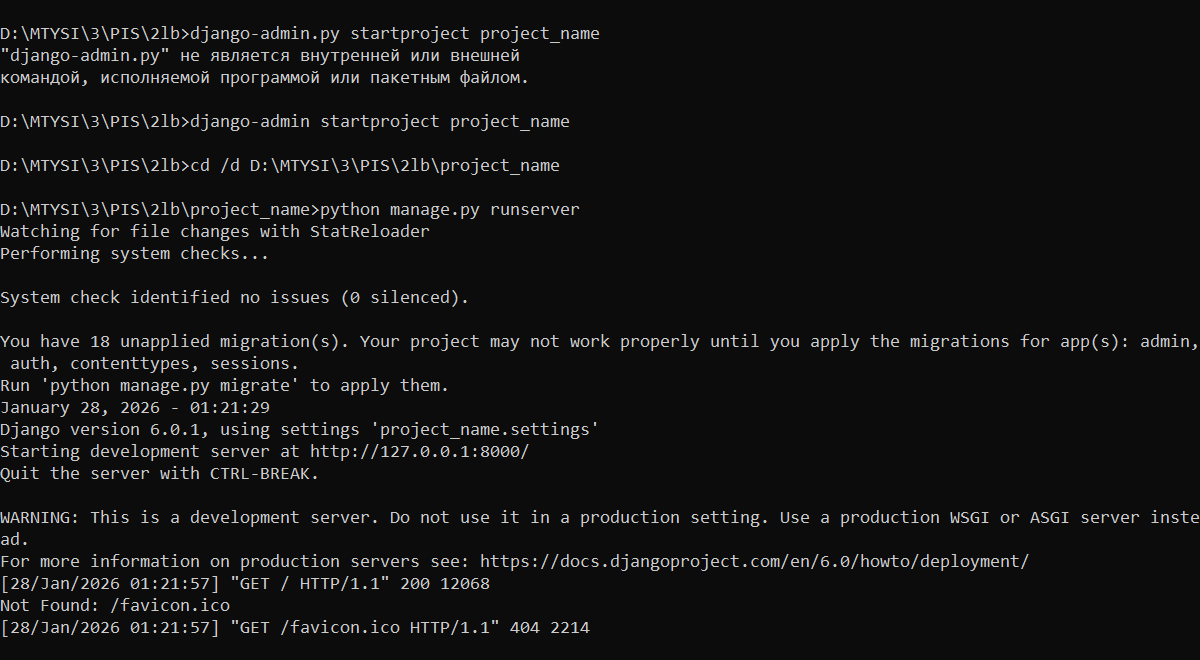 D:\MTYSI\3\PIS\2lb>django-admin.py startproject project_name
"django-admin.py" не является внутренней или внешней
командой, исполняемой программой или пакетным файлом.
D:\MTYSI\3\PIS\2lb>django-admin startproject project_name
D:\MTYSI\3\PIS\2lb>cd /d D:\MTYSI\3\PIS\2lb\project_name
D:\MTYSI\3\PIS\2lb\project_name>python manage.py runserver
Watching for file changes with StatReloader
Performing system checks...
System check identified no issues (0 silenced).
You have 18 unapplied migration(s). Your project may not work properly until you apply the migrations for app(s): admin,
 auth, contenttypes, sessions.
Run 'python manage.py migrate' to apply them.
January 28, 2026 - 01:21:29
Django version 6.0.1, using settings 'project_name.settings'
Starting development server at http://127.0.0.1:8000/
Quit the server with CTRL-BREAK.
WARNING: This is a development server. Do not use it in a production setting. Use a production WSGI or ASGI server inste
ad.
For more information on production servers see: https://docs.djangoproject.com/en/6.0/howto/deployment/
[28/Jan/2026 01:21:57] "GET / HTTP/1.1" 200 12068
Not Found: /favicon.ico
[28/Jan/2026 01:21:57] "GET /favicon.ico HTTP/1.1" 404 2214